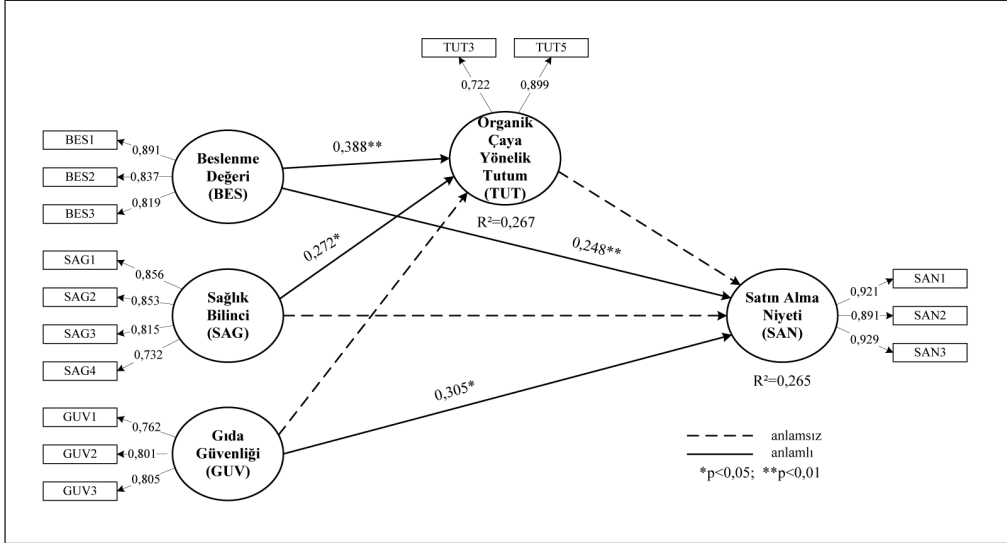 TUT3
TUT5
0,722
0,899
BES1
BES2
BES3
0,891
0,837
0,819
Beslenme
Değeri
(BES)
0,388**
Organik
Çaya
Yönelik
Tutum
(TUT)
R²=0,267
0,272*
0,248**
SAG1
SAG2
SAG3
SAG4
0,856
0,853
0,815
0,732
Sağlık
Bilinci
(SAG)
Satın Alma
Niyeti
(SAN)
R²=0,265
0,921
0,891
0,929
SAN1
SAN2
SAN3
0,305*
GUV1
GUV2
GUV3
0,762
0,801
0,805
Gıda
Güvenliği
(GUV)
anlamsız
anlamlı
*p<0,05; **p<0,01